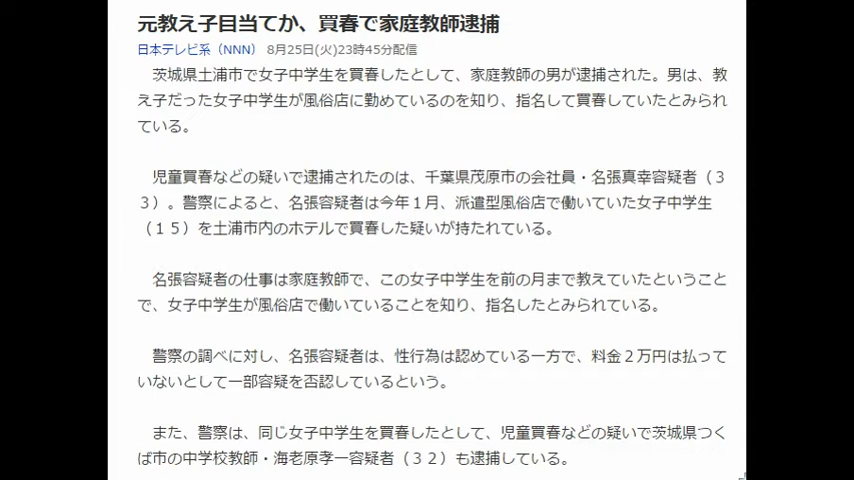 元教え子目当てか、買春で家庭教師逮捕
日本テレビ系（NNN） 8月25日(火)23時45分配信
茨城県土浦市で女子中学生を買春したとして、家庭教師の男が逮捕された。男は、教
え子だった女子中学生が風俗店に勤めているのを知り、指名して買春していたとみられ
ている。
児童買春などの疑いで逮捕されたのは、千葉県茂原市の会社員・名張真幸容疑者（３
３）。警察によると、名張容疑者は今年１月、派遣型風俗店で働いていた女子中学生
（１５）を土浦市内のホテルで買春した疑いが持たれている。
名張容疑者の仕事は家庭教師で、この女子中学生を前の月まで教えていたということ
で、女子中学生が風俗店で働いていることを知り、指名したとみられている。
警察の調べに対し、名張容疑者は、性行為は認めている一方で、料金２万円は払って
いないとして一部容疑を否認しているという。
また、警察は、同じ女子中学生を買春したとして、児童買春などの疑いで茨城県つく
ば市の中学校教師・海老原孝一容疑者（３２）も逮捕している。